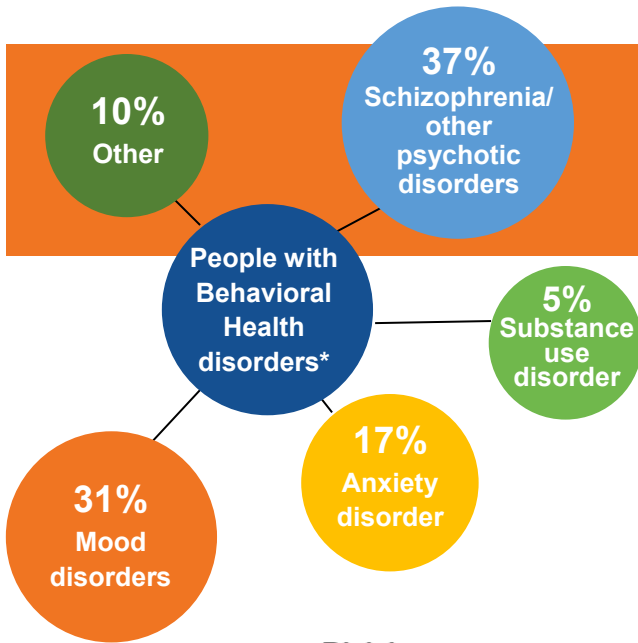 10%
Other
37%
Schizophrenia/
other
psychotic
disorders
People with
Behavioral
Health
disorders*
5%
Substance
use
disorder
17%
Anxiety
disorder
31%
Mood
disorders